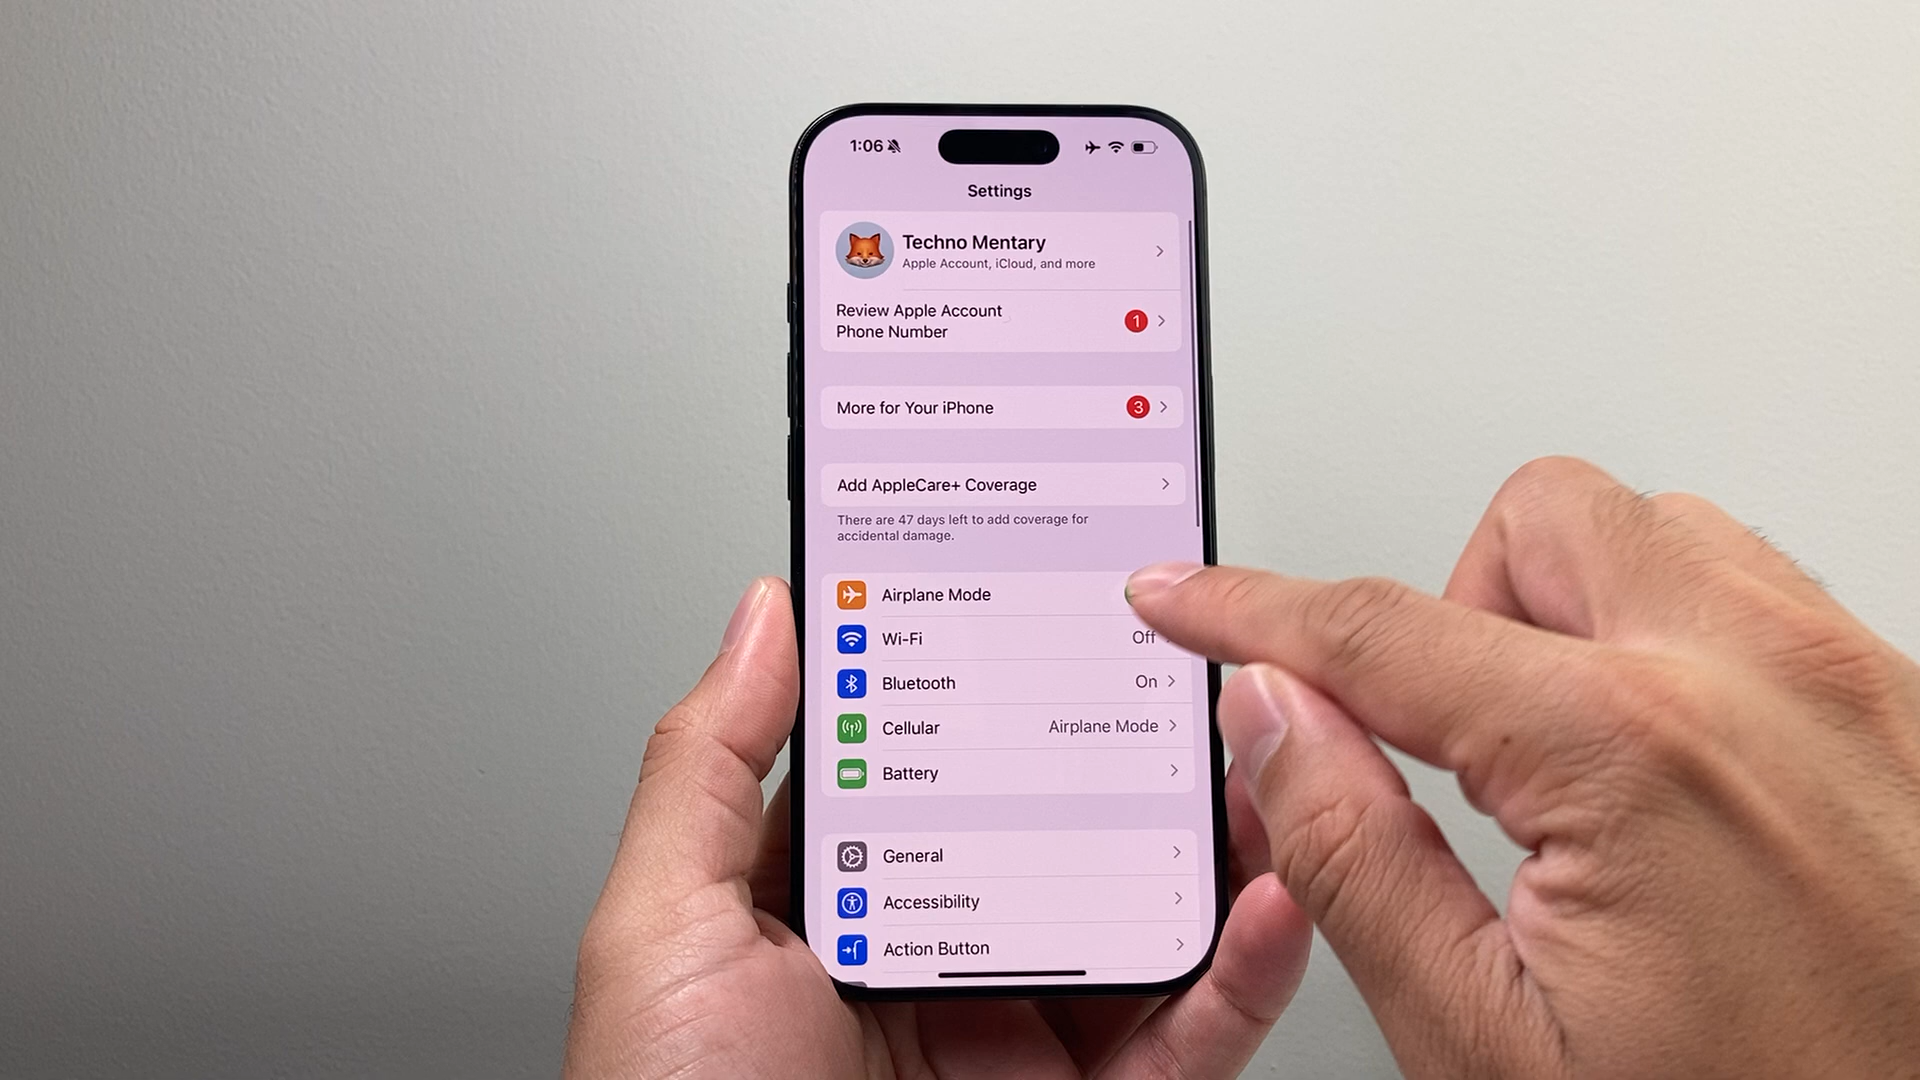 1:06
Settings
Techno Mentary
Apple Account, iCloud, and more
Review Apple Account
Phone Number
1
More for Your iPhone
3
Add AppleCare+ Coverage
There are 47 days left to add coverage for
accidental damage.
Airplane Mode
Wi-Fi Off
Bluetooth On
Cellular Airplane Mode
Battery
General
Accessibility
Action Button